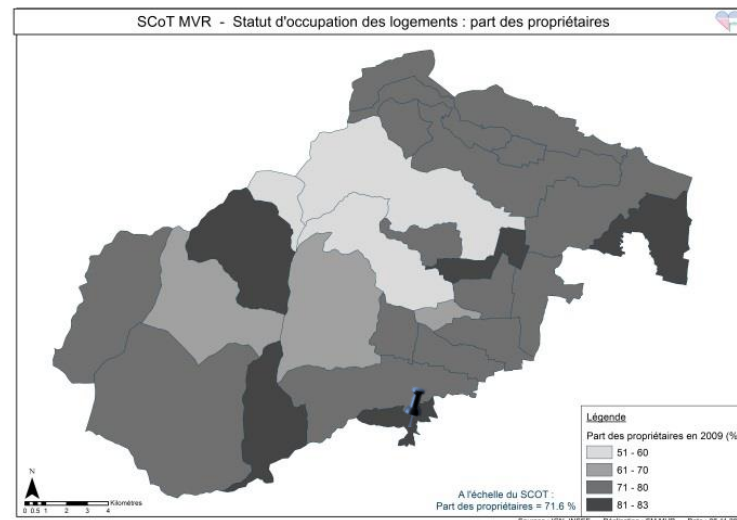 SCoT MVR - Statut d'occupation des logements : part des propriétaires
Légende
Part des propriétaires en 2009 (%
51 - 60
61 - 70
71 - 80
81 - 83
N
0 0.5 1 2 3 4 Kilomètres
A l'échelle du SCOT :
Part des propriétaires = 71.6 %